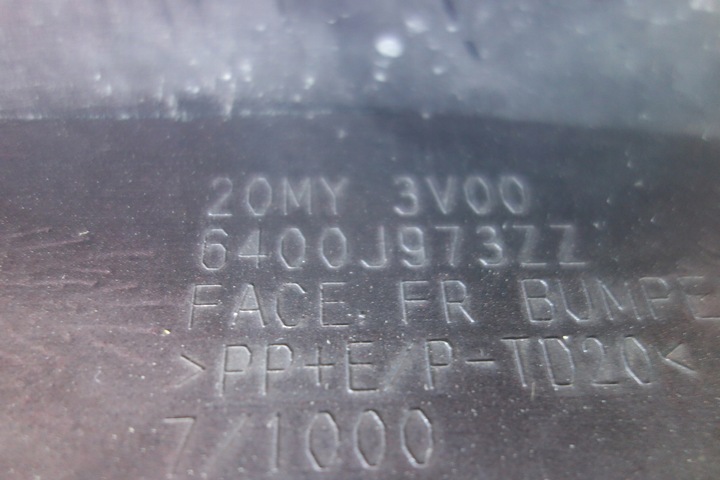 20MY 3V00
6400J973ZZ
FACE, FR BUMPE
>PP+E/P-TD20<
7/1000